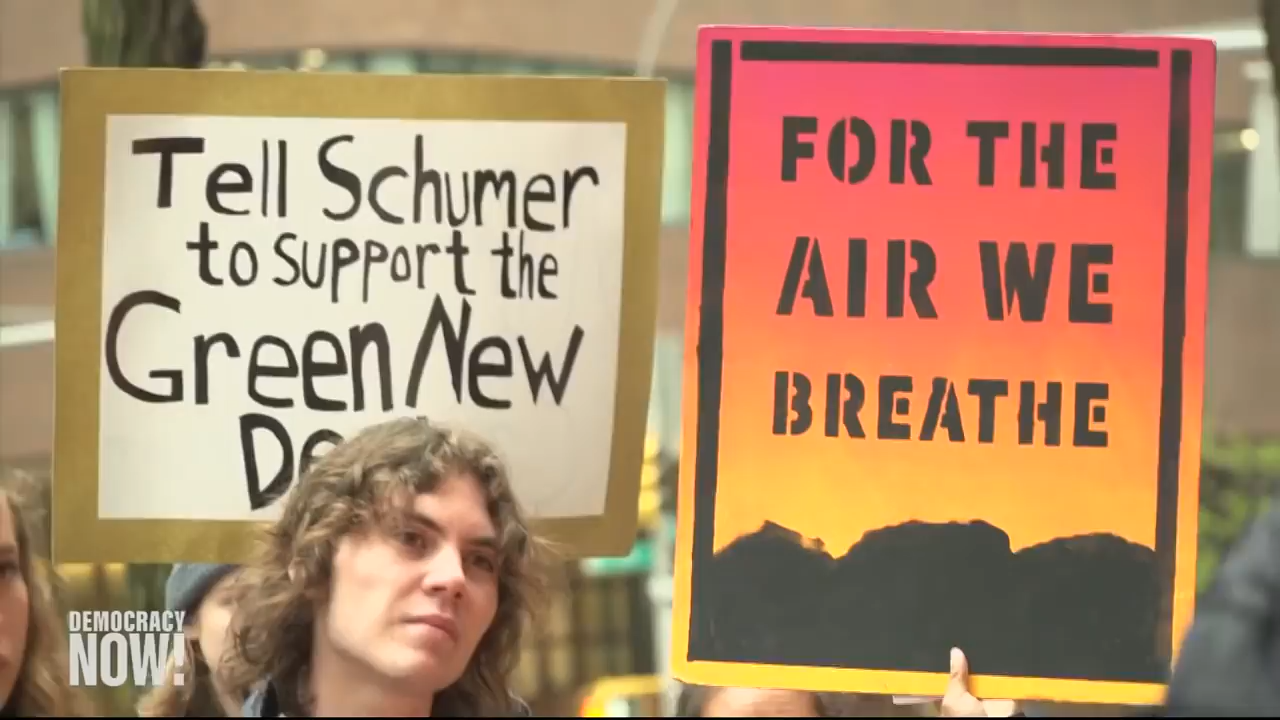 Tell Schumer
to support the
Green New
FOR THE
AIR WE
BREATHE
DEMOCRACY
NOW!